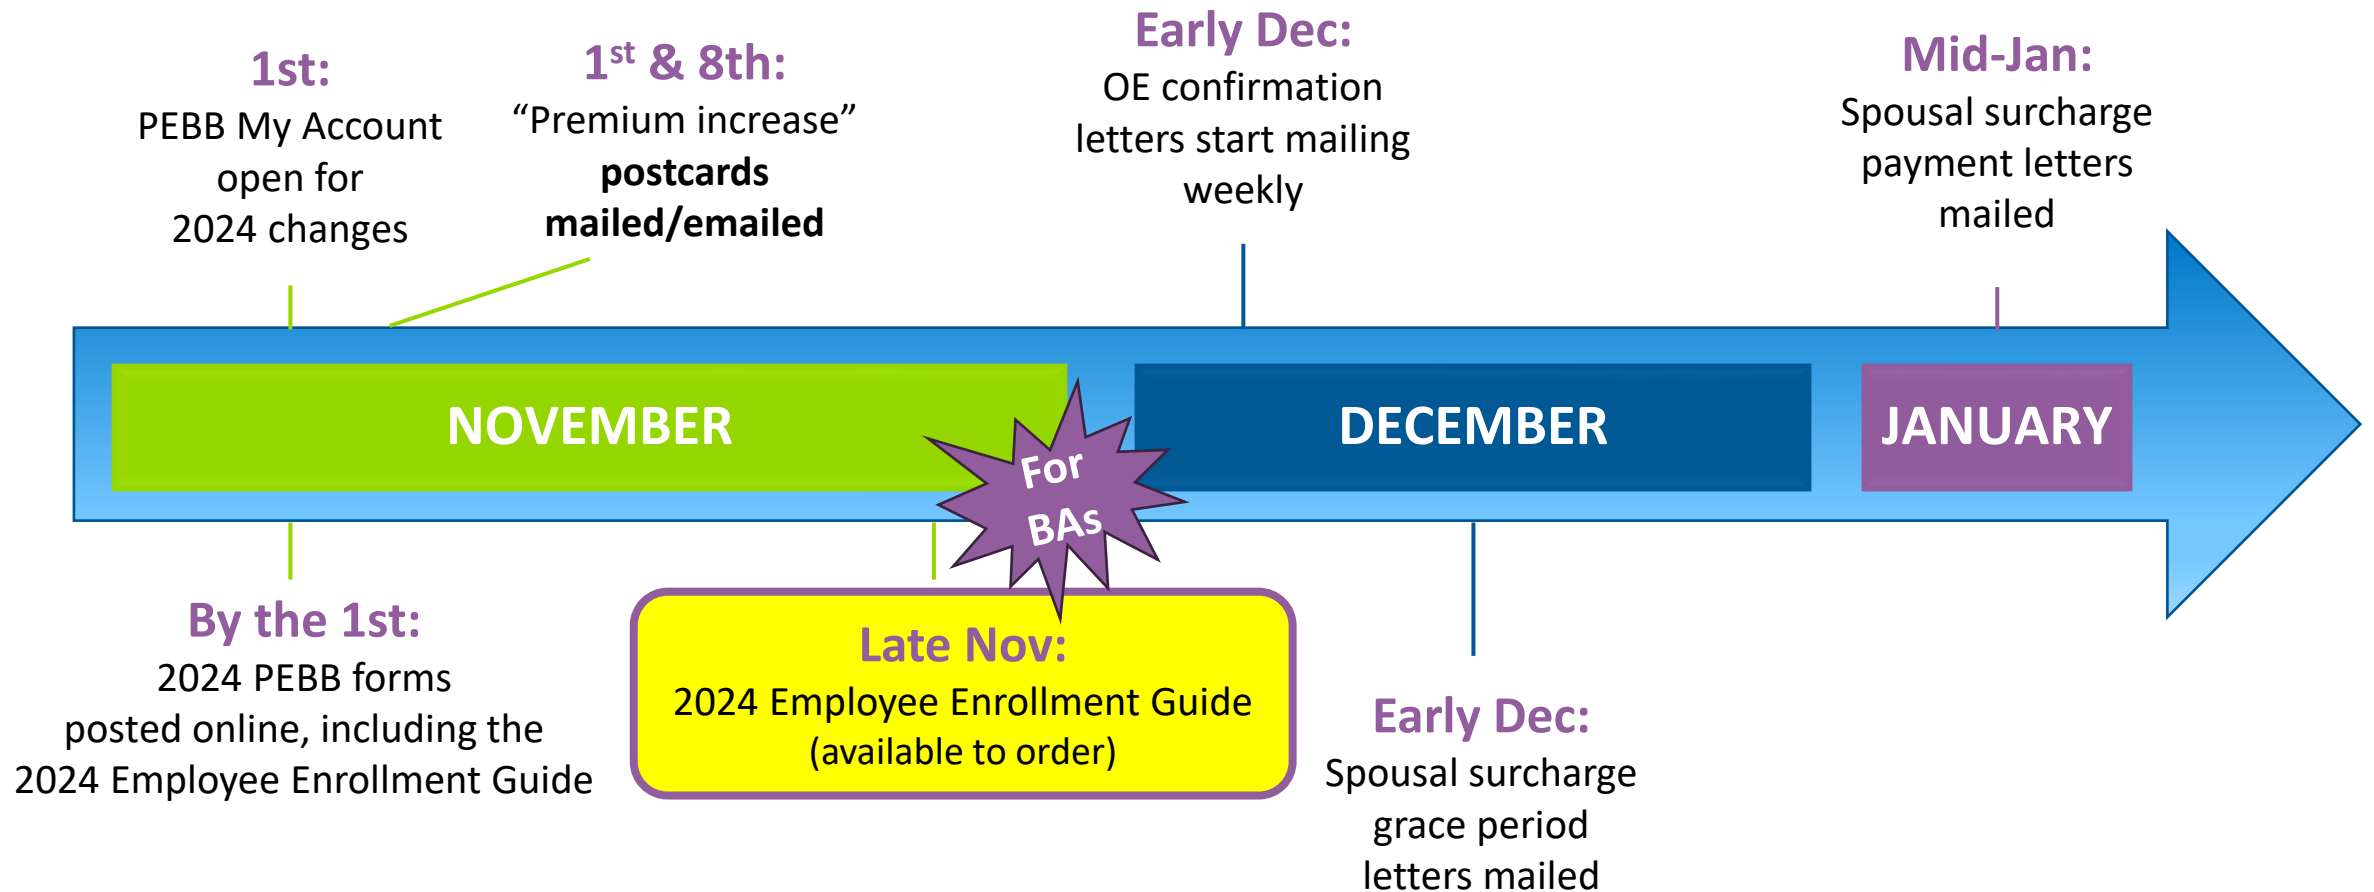 1st:
PEBB My Account
open for
2024 changes
1st & 8th:
“Premium increase”
postcards
mailed/emailed
Early Dec:
OE confirmation
letters start mailing
weekly
Mid-Jan:
Spousal surcharge
payment letters
mailed
NOVEMBER
For
BAs
DECEMBER
JANUARY
By the 1st:
2024 PEBB forms
posted online, including the
2024 Employee Enrollment Guide
Late Nov:
2024 Employee Enrollment Guide
(available to order)
Early Dec:
Spousal surcharge
grace period
letters mailed